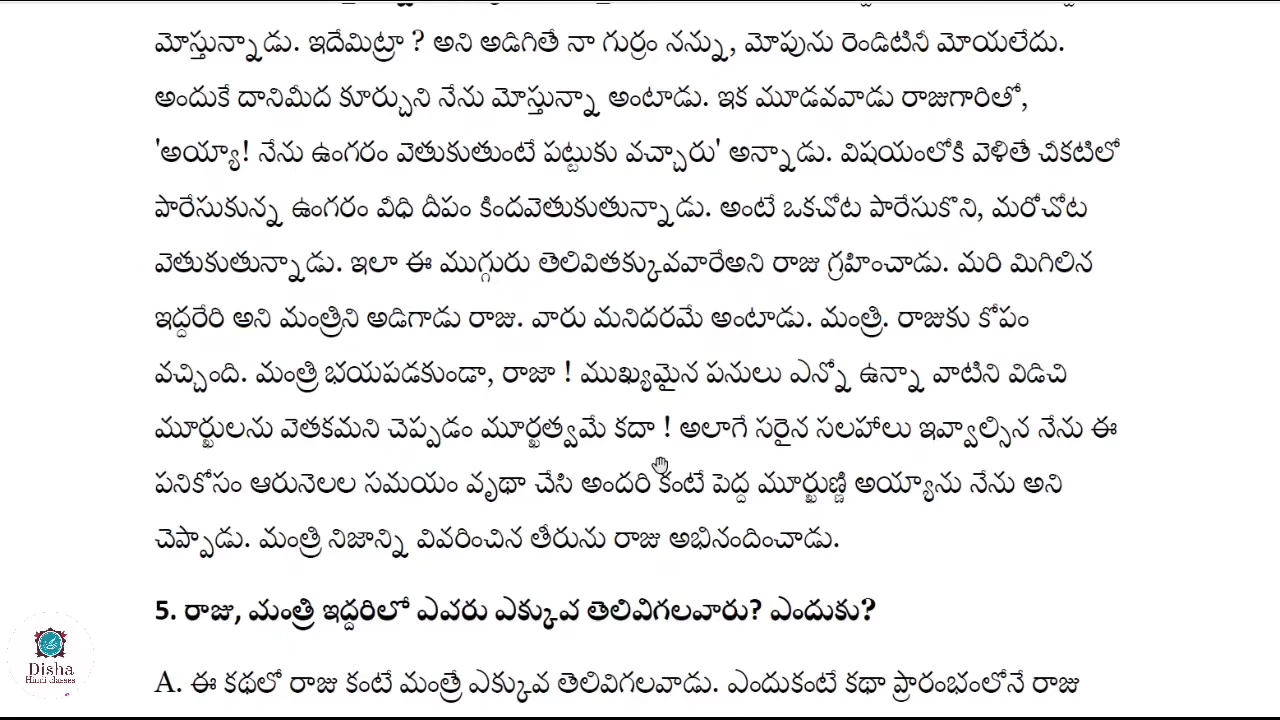 మోస్తున్నాడు. ఇదేమిట్రా ? అని అడిగితే నా గుర్రం నన్ను, మోపును రెండిటినీ మోయలేదు.
అందుకే దానిమీద కూర్చుని నేను మోస్తున్నా అంటాడు. ఇక మూడవవాడు రాజుగారిలో,
'అయ్యా! నేను ఉంగరం వెతుకుతుంటే పట్టుకు వచ్చారు' అన్నాడు. విషయంలోకి వెళితే చీకటిలో
పారేసుకున్న ఉంగరం వీధి దీపం కిందవెతుకుతున్నాడు. అంటే ఒకచోట పారేసుకొని, మరోచోట
వెతుకుతున్నాడు. ఇలా ఈ ముగ్గురు తెలివితక్కువవారేఅని రాజు గ్రహించాడు. మరి మిగిలిన
ఇద్దరేరి అని మంత్రిని అడిగాడు రాజు. వారు మనిదరమే అంటాడు. మంత్రి. రాజుకు కోపం
వచ్చింది. మంత్రి భయపడకుండా, రాజా ! ముఖ్యమైన పనులు ఎన్నో ఉన్నా వాటిని విడిచి
మూర్ఖులను వెతకమని చెప్పడం మూర్ఖత్వమే కదా ! అలాగే సరైన సలహాలు ఇవ్వాల్సిన నేను ఈ
పనికోసం ఆరునెలల సమయం వృథా చేసి అందరి కంటే పెద్ద మూర్ఖుణ్ణి అయ్యాను నేను అని
చెప్పాడు. మంత్రి నిజాన్ని వివరించిన తీరును రాజు అభినందించాడు.
5. రాజు, మంత్రి ఇద్దరిలో ఎవరు ఎక్కువ తెలివిగలవారు? ఎందుకు?
A. ఈ కథలో రాజు కంటే మంత్రే ఎక్కువ తెలివిగలవాడు. ఎందుకంటే కథా ప్రారంభంలోనే రాజు
Disha
Hindi classes